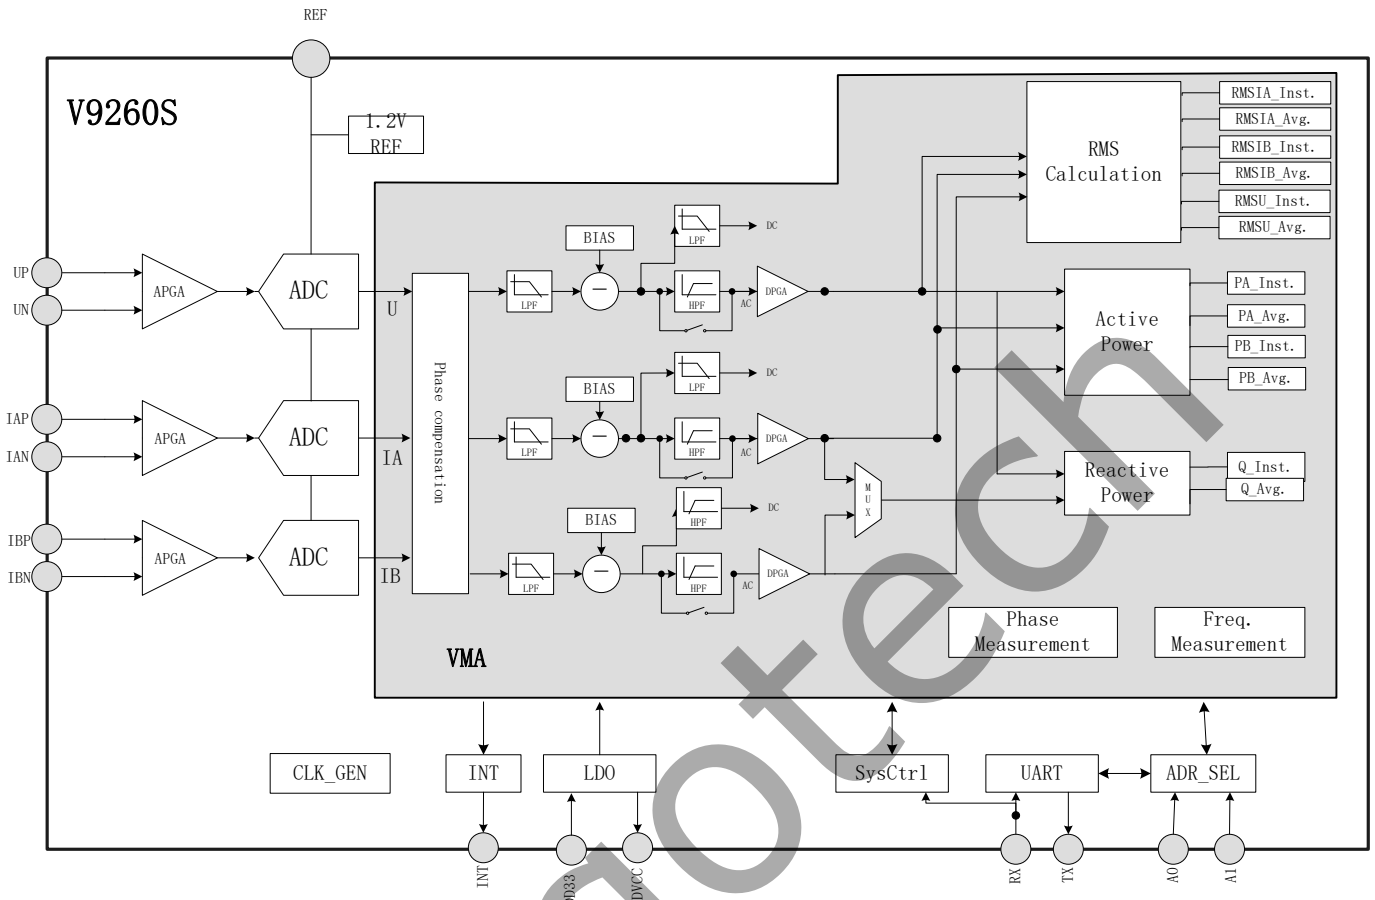 REF
V9260S
1.2V
REF
RMS
Calculation
RMSIA_Inst.
RMSIA_Avg.
RMSIB_Inst.
RMSIB_Avg.
RMSU_Inst.
RMSU_Avg.
UP
UN
APGA
ADC
U
LPF
BIAS
LPF
DC
HPF
AC
DPGA
Active
Power
PA_Inst.
PA_Avg.
PB_Inst.
PB_Avg.
Phase compensation
IAP
IAN
APGA
ADC
IA
LPF
BIAS
LPF
DC
HPF
AC
DPGA
MUX
Reactive
Power
Q_Inst.
Q_Avg.
IBP
IBN
APGA
ADC
IB
LPF
BIAS
HPF
DC
HPF
AC
DPGA
Phase
Measurement
Freq.
Measurement
VMA
CLK_GEN
INT
LDO
SysCtrl
UART
ADR_SEL
INT
DVCC
RX
TX
A0
A1
otech